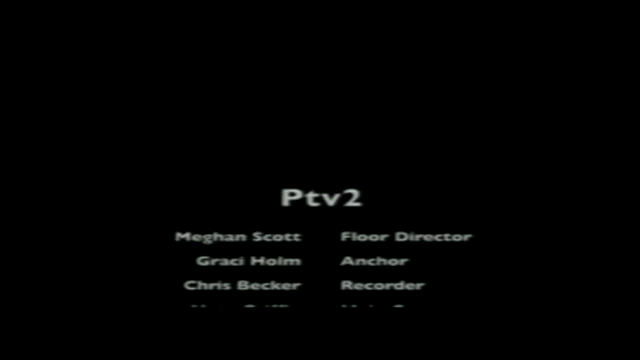 Ptv2
Meghan Scott Floor Director
Graci Holm Anchor
Chris Becker Recorder